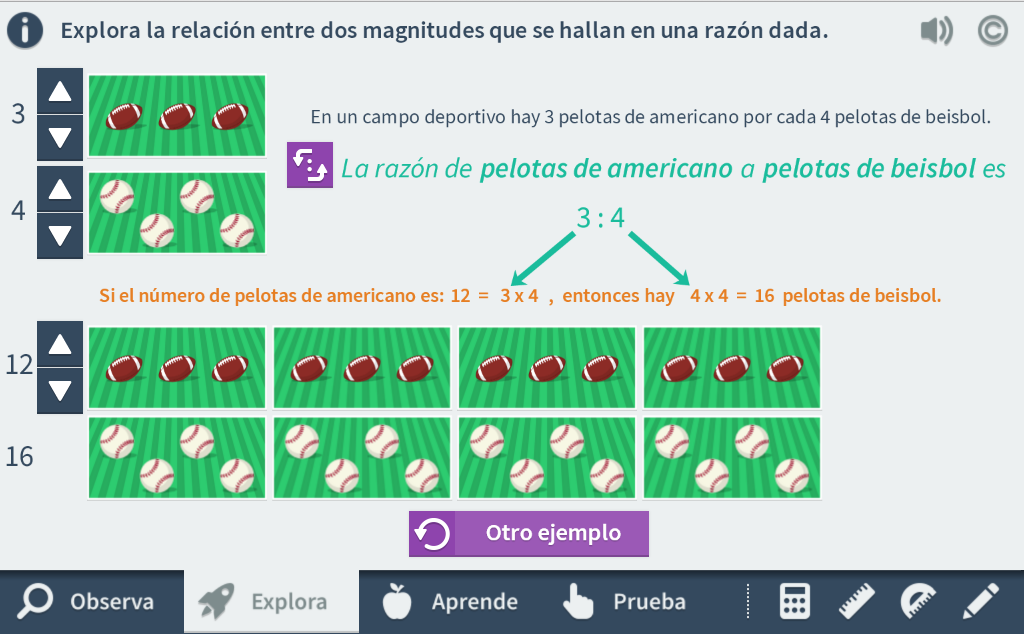 Explora la relación entre dos magnitudes que se hallan en una razón dada.
3
En un campo deportivo hay 3 pelotas de americano por cada 4 pelotas de beisbol.
La razón de pelotas de americano a pelotas de beisbol es
4
3 : 4
Si el número de pelotas de americano es: 12 = 3 x 4 , entonces hay 4 x 4 = 16 pelotas de beisbol.
12
16
Otro ejemplo
Observa Explora Aprende Prueba